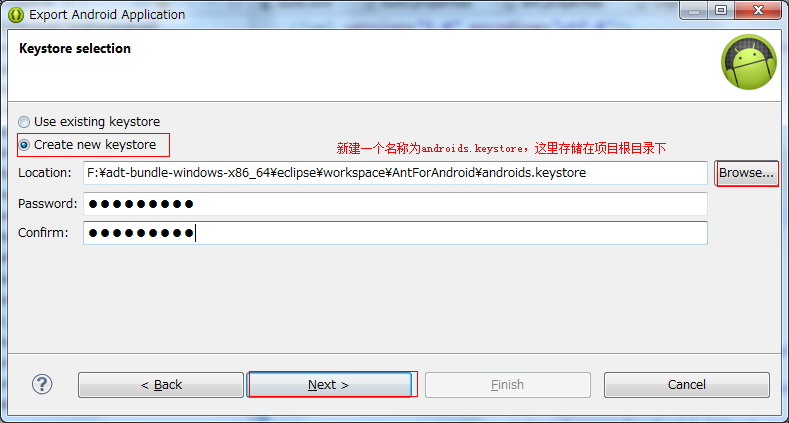 Export Android Application
Keystore selection
Use existing keystore
Create new keystore
新建一个名称为androids.keystore，这里存储在项目根目录下
Location: F:¥adt-bundle-windows-x86_64¥eclipse¥workspace¥AntForAndroid¥androids.keystore Browse...
Password: ●●●●●●●●●
Confirm: ●●●●●●●●●
? < Back Next > Finish Cancel